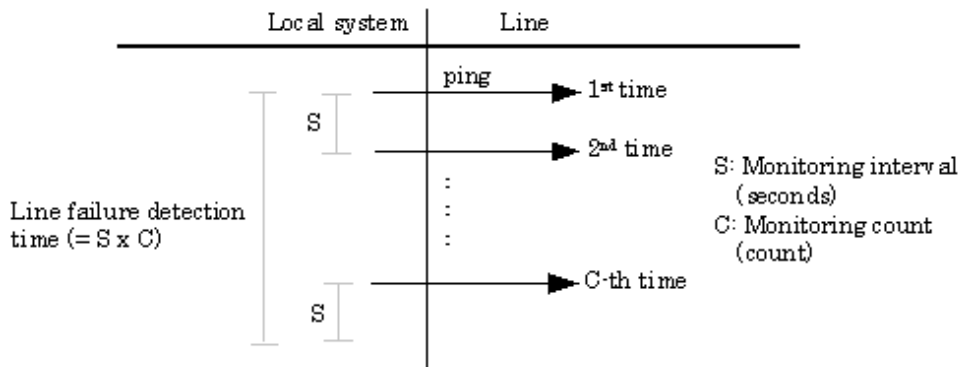 Local system
Line
ping
1st time
S
2nd time
:
:
:
S: Monitoring interval
(seconds)
C: Monitoring count
(count)
Line failure detection
time (= S x C)
C-th time
S